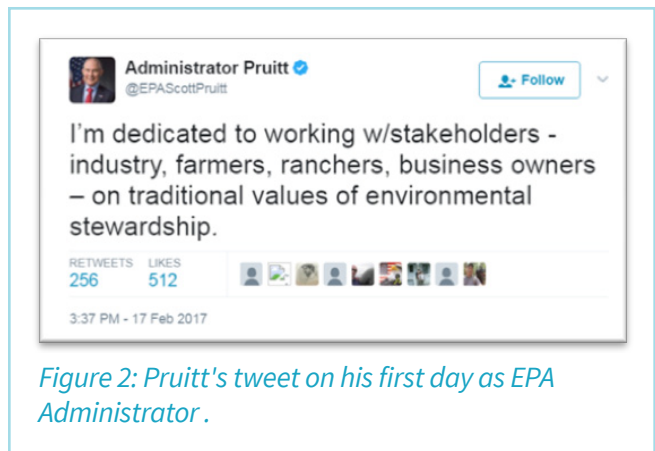 Administrator Pruitt
@EPAScottPruitt
Follow
I'm dedicated to working w/stakeholders -
industry, farmers, ranchers, business owners
– on traditional values of environmental
stewardship.
RETWEETS LIKES
256 512
3:37 PM - 17 Feb 2017
Figure 2: Pruitt's tweet on his first day as EPA
Administrator .